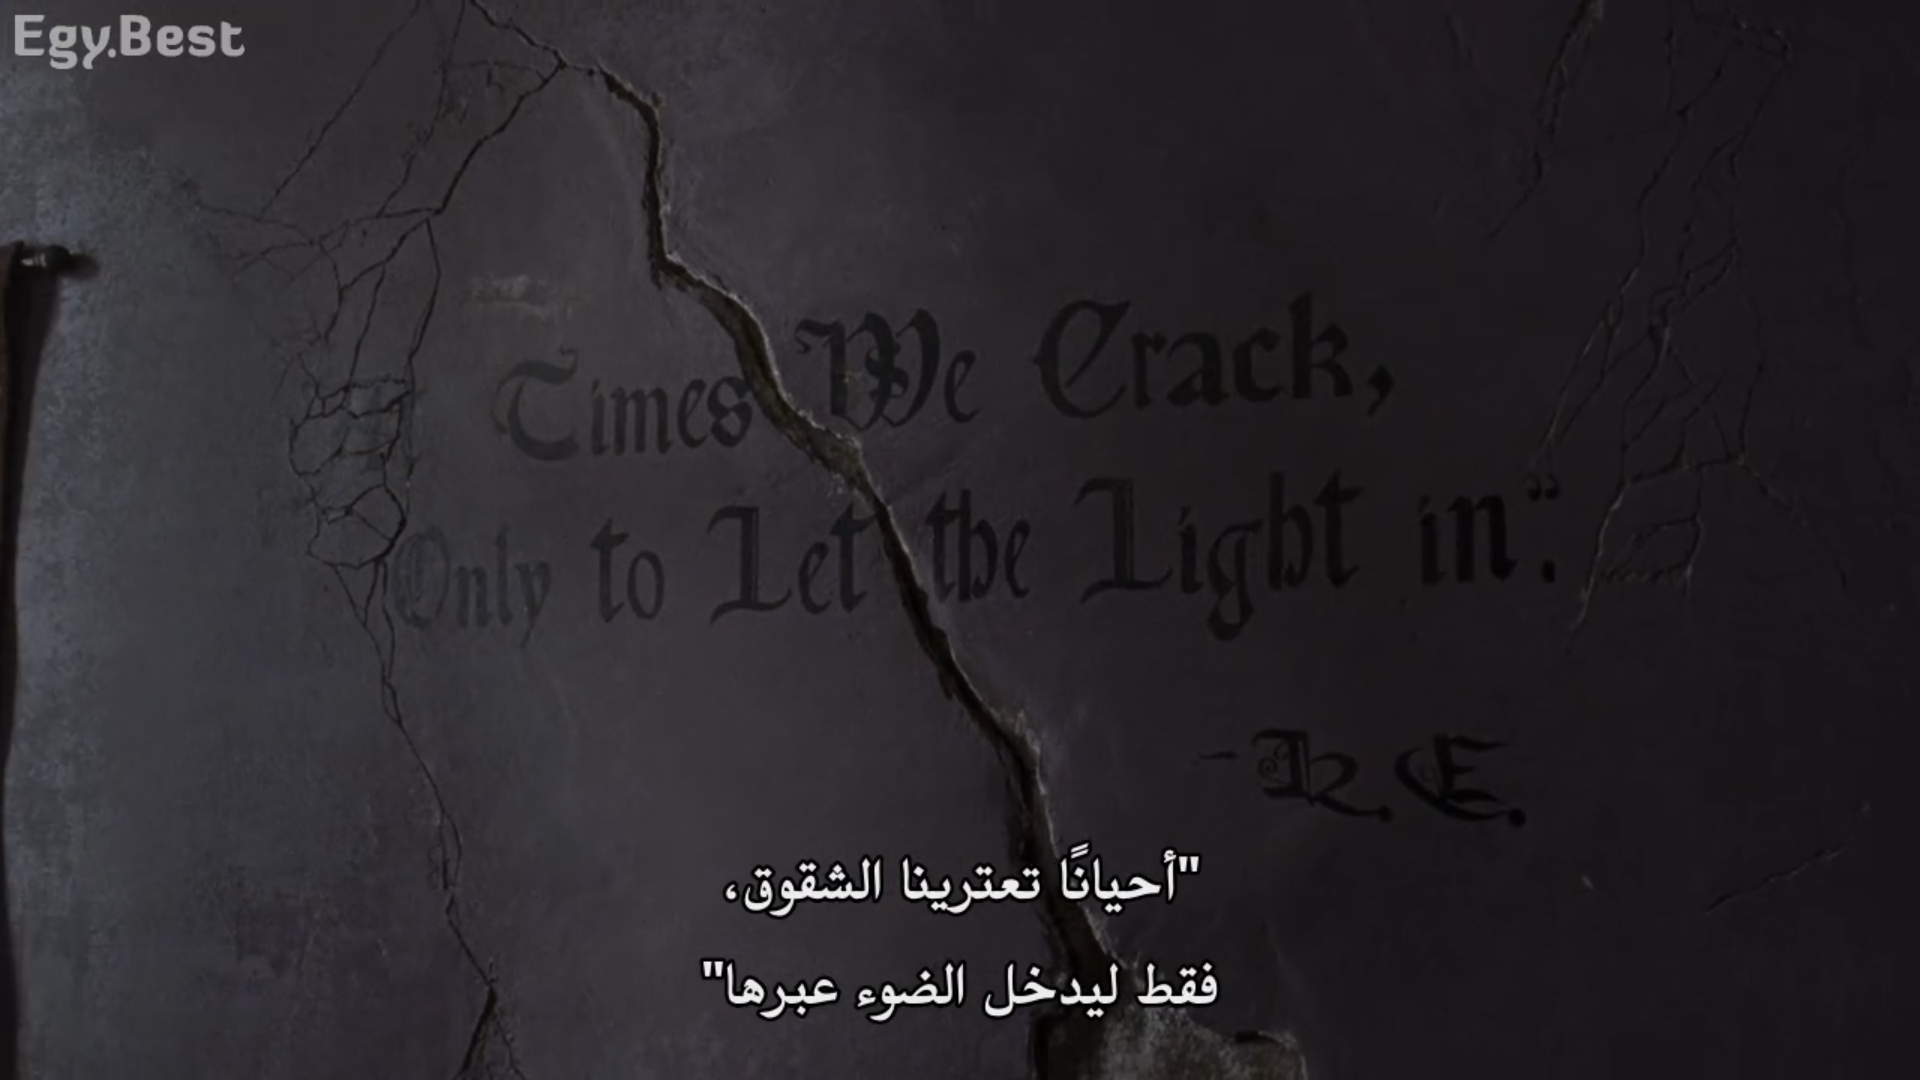 Egy.Best
Times We Crack,
Only to Let the Light in".
"أحيانًا تعترينا الشقوق،
فقط ليدخل الضوء عبرها"